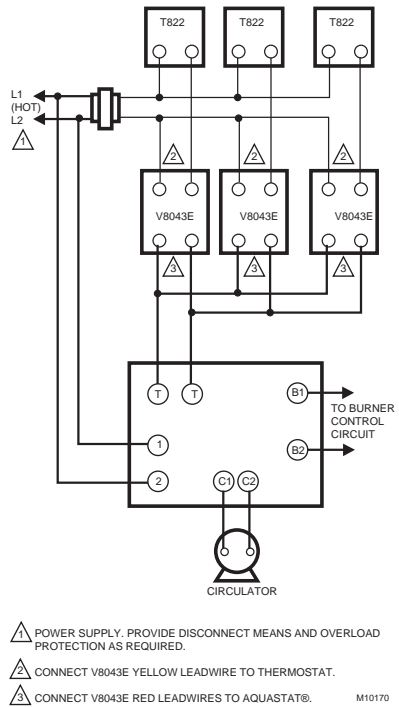 T822 T822 T822
L1
(HOT)
L2
1
2 2 2
V8043E V8043E V8043E
3 3 3
T T B1
TO BURNER
CONTROL
CIRCUIT
1
B2
2 C1 C2
CIRCULATOR
1 POWER SUPPLY. PROVIDE DISCONNECT MEANS AND OVERLOAD
PROTECTION AS REQUIRED.
2 CONNECT V8043E YELLOW LEADWIRE TO THERMOSTAT.
3 CONNECT V8043E RED LEADWIRES TO AQUASTAT®. M10170